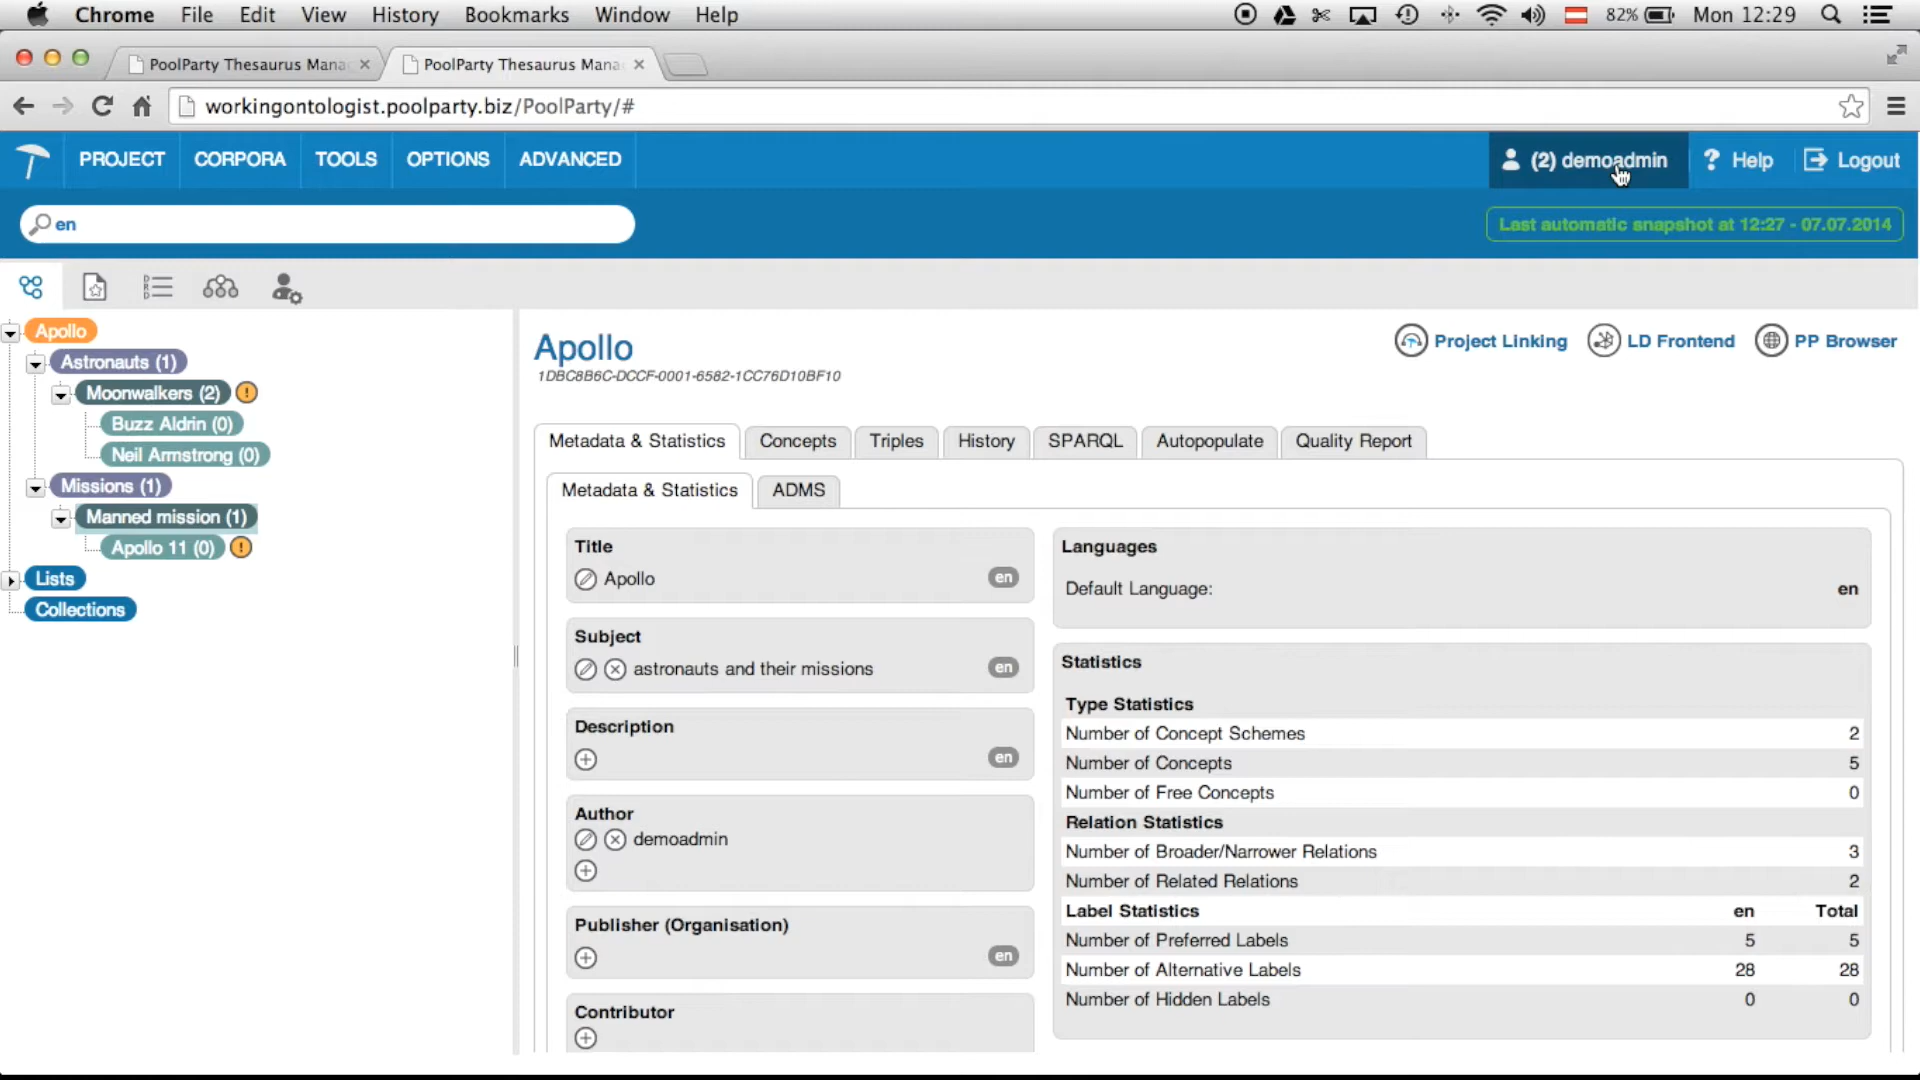 Chrome File Edit View History Bookmarks Window Help 82% Mon 12:29
PoolParty Thesaurus Mana PoolParty Thesaurus Mana
workingontologist.poolparty.biz/PoolParty/#
PROJECT CORPORA TOOLS OPTIONS ADVANCED (2) demoadmin ? Help Logout
en Last automatic snapshot at 12:27 - 07.07.2014
Apollo
Astronauts (1)
Moonwalkers (2)
Buzz Aldrin (0)
Neil Armstrong (0)
Missions (1)
Manned mission (1)
Apollo 11 (0)
Lists
Collections
Apollo Project Linking LD Frontend PP Browser
1DBC8B6C-DCCF-0001-6582-1CC76D10BF10
Metadata & Statistics Concepts Triples History SPARQL Autopopulate Quality Report
Metadata & Statistics ADMS
Title
Apollo en
Subject
astronauts and their missions en
Description
en
Author
demoadmin
Publisher (Organisation)
en
Contributor
Languages
Default Language: en
Statistics
Type Statistics
Number of Concept Schemes 2
Number of Concepts 5
Number of Free Concepts 0
Relation Statistics
Number of Broader/Narrower Relations 3
Number of Related Relations 2
Label Statistics en Total
Number of Preferred Labels 5 5
Number of Alternative Labels 28 28
Number of Hidden Labels 0 0